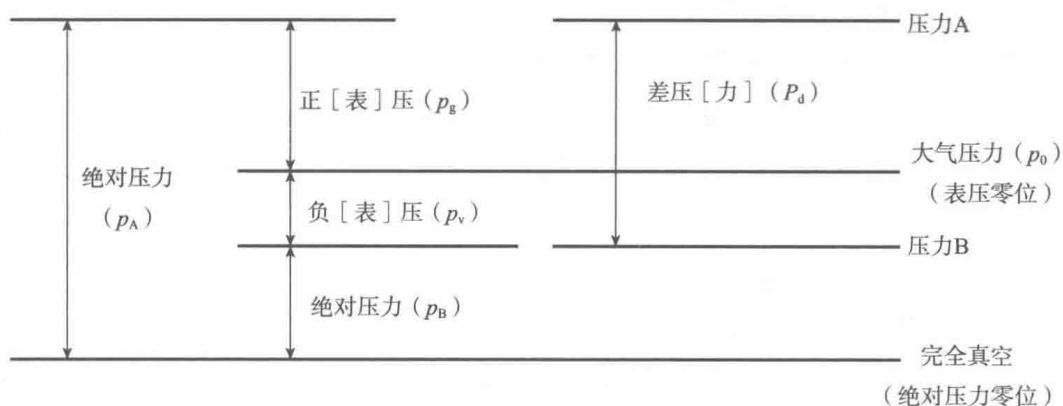 压力A
正［表］压（pg）
差压［力］（Pd）
大气压力（p0）
（表压零位）
绝对压力
（pA）
负［表］压（pv）
压力B
绝对压力（pB）
完全真空
（绝对压力零位）